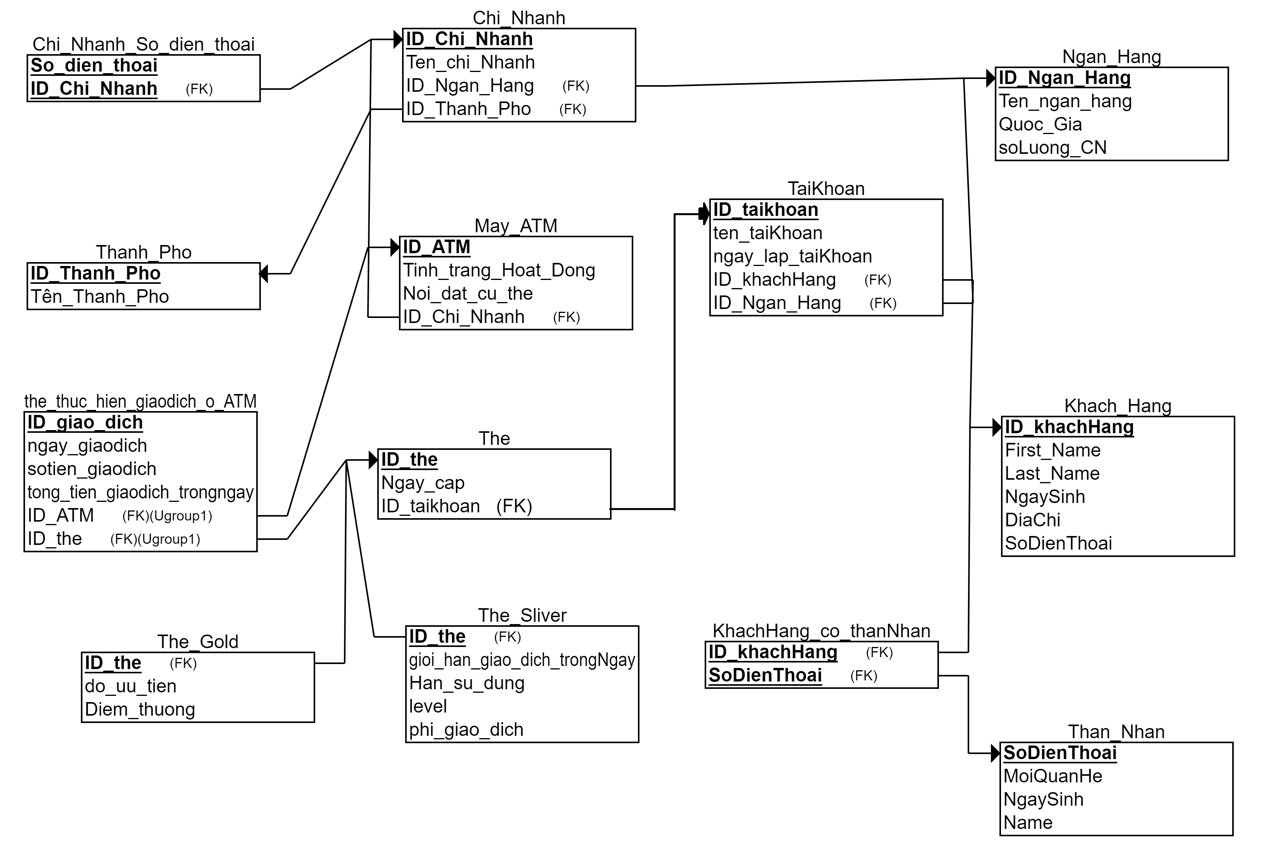 Chi_Nhanh_So_dien_thoai
So_dien_thoai
ID_Chi_Nhanh (FK)
Chi_Nhanh
ID_Chi_Nhanh
Ten_chi_Nhanh
ID_Ngan_Hang (FK)
ID_Thanh_Pho (FK)
Ngan_Hang
ID_Ngan_Hang
Ten_ngan_hang
Quoc_Gia
soLuong_CN
Thanh_Pho
ID_Thanh_Pho
Tên_Thanh_Pho
May_ATM
ID_ATM
Tinh_trang_Hoat_Dong
Noi_dat_cu_the
ID_Chi_Nhanh (FK)
TaiKhoan
ID_taikhoan
ten_taiKhoan
ngay_lap_taiKhoan
ID_khachHang (FK)
ID_Ngan_Hang (FK)
the_thuc_hien_giaodich_o_ATM
ID_giao_dich
ngay_giaodich
sotien_giaodich
tong_tien_giaodich_trongngay
ID_ATM (FK)(Ugroup1)
ID_the (FK)(Ugroup1)
The
ID_the
Ngay_cap
ID_taikhoan (FK)
Khach_Hang
ID_khachHang
First_Name
Last_Name
NgaySinh
DiaChi
SoDienThoai
The_Gold
ID_the (FK)
do_uu_tien
Diem_thuong
The_Sliver
ID_the (FK)
gioi_han_giao_dich_trongNgay
Han_su_dung
level
phi_giao_dich
KhachHang_co_thanNhan
ID_khachHang (FK)
SoDienThoai (FK)
Than_Nhan
SoDienThoai
MoiQuanHe
NgaySinh
Name